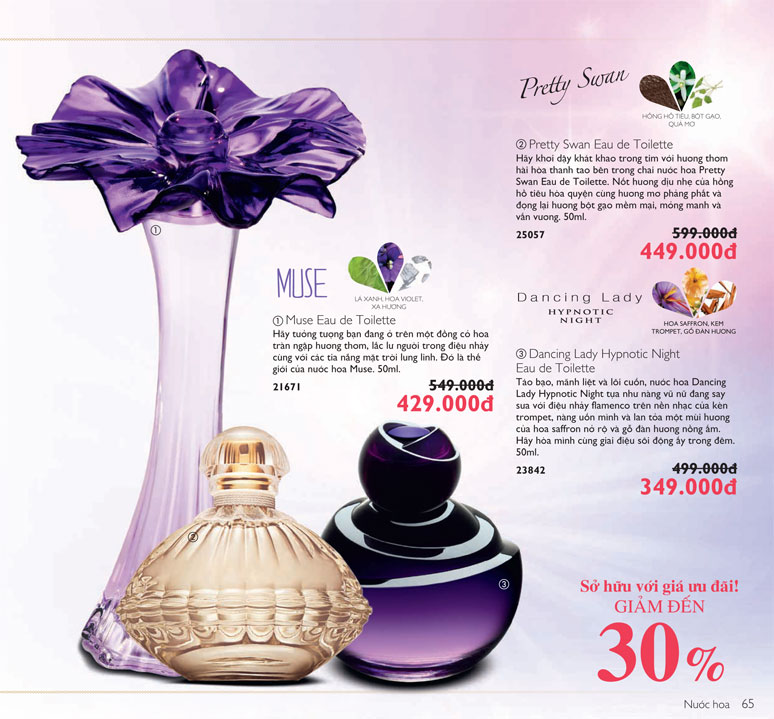 Pretty Swan
HỒNG HỒ TIÊU, BỘT GẠO,
QUẢ MƠ
② Pretty Swan Eau de Toilette
Hãy khơi dậy khát khao trong tim với hương thơm
hài hòa thanh tao bên trong chai nước hoa Pretty
Swan Eau de Toilette. Nốt hương dịu nhẹ của hồng
hồ tiêu hòa quyện cùng hương mơ phảng phất và
đọng lại hương bột gạo mềm mại, mỏng manh và
vấn vương. 50ml.
25057
599.000đ
449.000đ
①
MUSE
LÁ XANH, HOA VIOLET,
XẠ HƯƠNG
① Muse Eau de Toilette
Hãy tưởng tượng bạn đang ở trên một đồng cỏ hoa
tràn ngập hương thơm, lắc lư người trong điệu nhảy
cùng với các tia nắng mặt trời lung linh. Đó là thế
giới của nước hoa Muse. 50ml.
21671
549.000đ
429.000đ
Dancing Lady
HYPNOTIC
NIGHT
HOA SAFFRON, KÈM
TROMPET, GỖ ĐÀN HƯƠNG
③ Dancing Lady Hypnotic Night
Eau de Toilette
Táo bạo, mãnh liệt và lôi cuốn, nước hoa Dancing
Lady Hypnotic Night tựa như nàng vũ nữ đang say
sưa với điệu nhảy flamenco trên nền nhạc của kèn
trompet, nàng uốn mình và lan tỏa một mùi hương
của hoa saffron nở rộ và gỗ đàn hương nồng ấm.
Hãy hòa mình cùng giai điệu sôi động ấy trong đêm.
50ml.
23842
499.000đ
349.000đ
②
③
Sở hữu với giá ưu đãi!
GIẢM ĐẾN
30%
Nước hoa 65